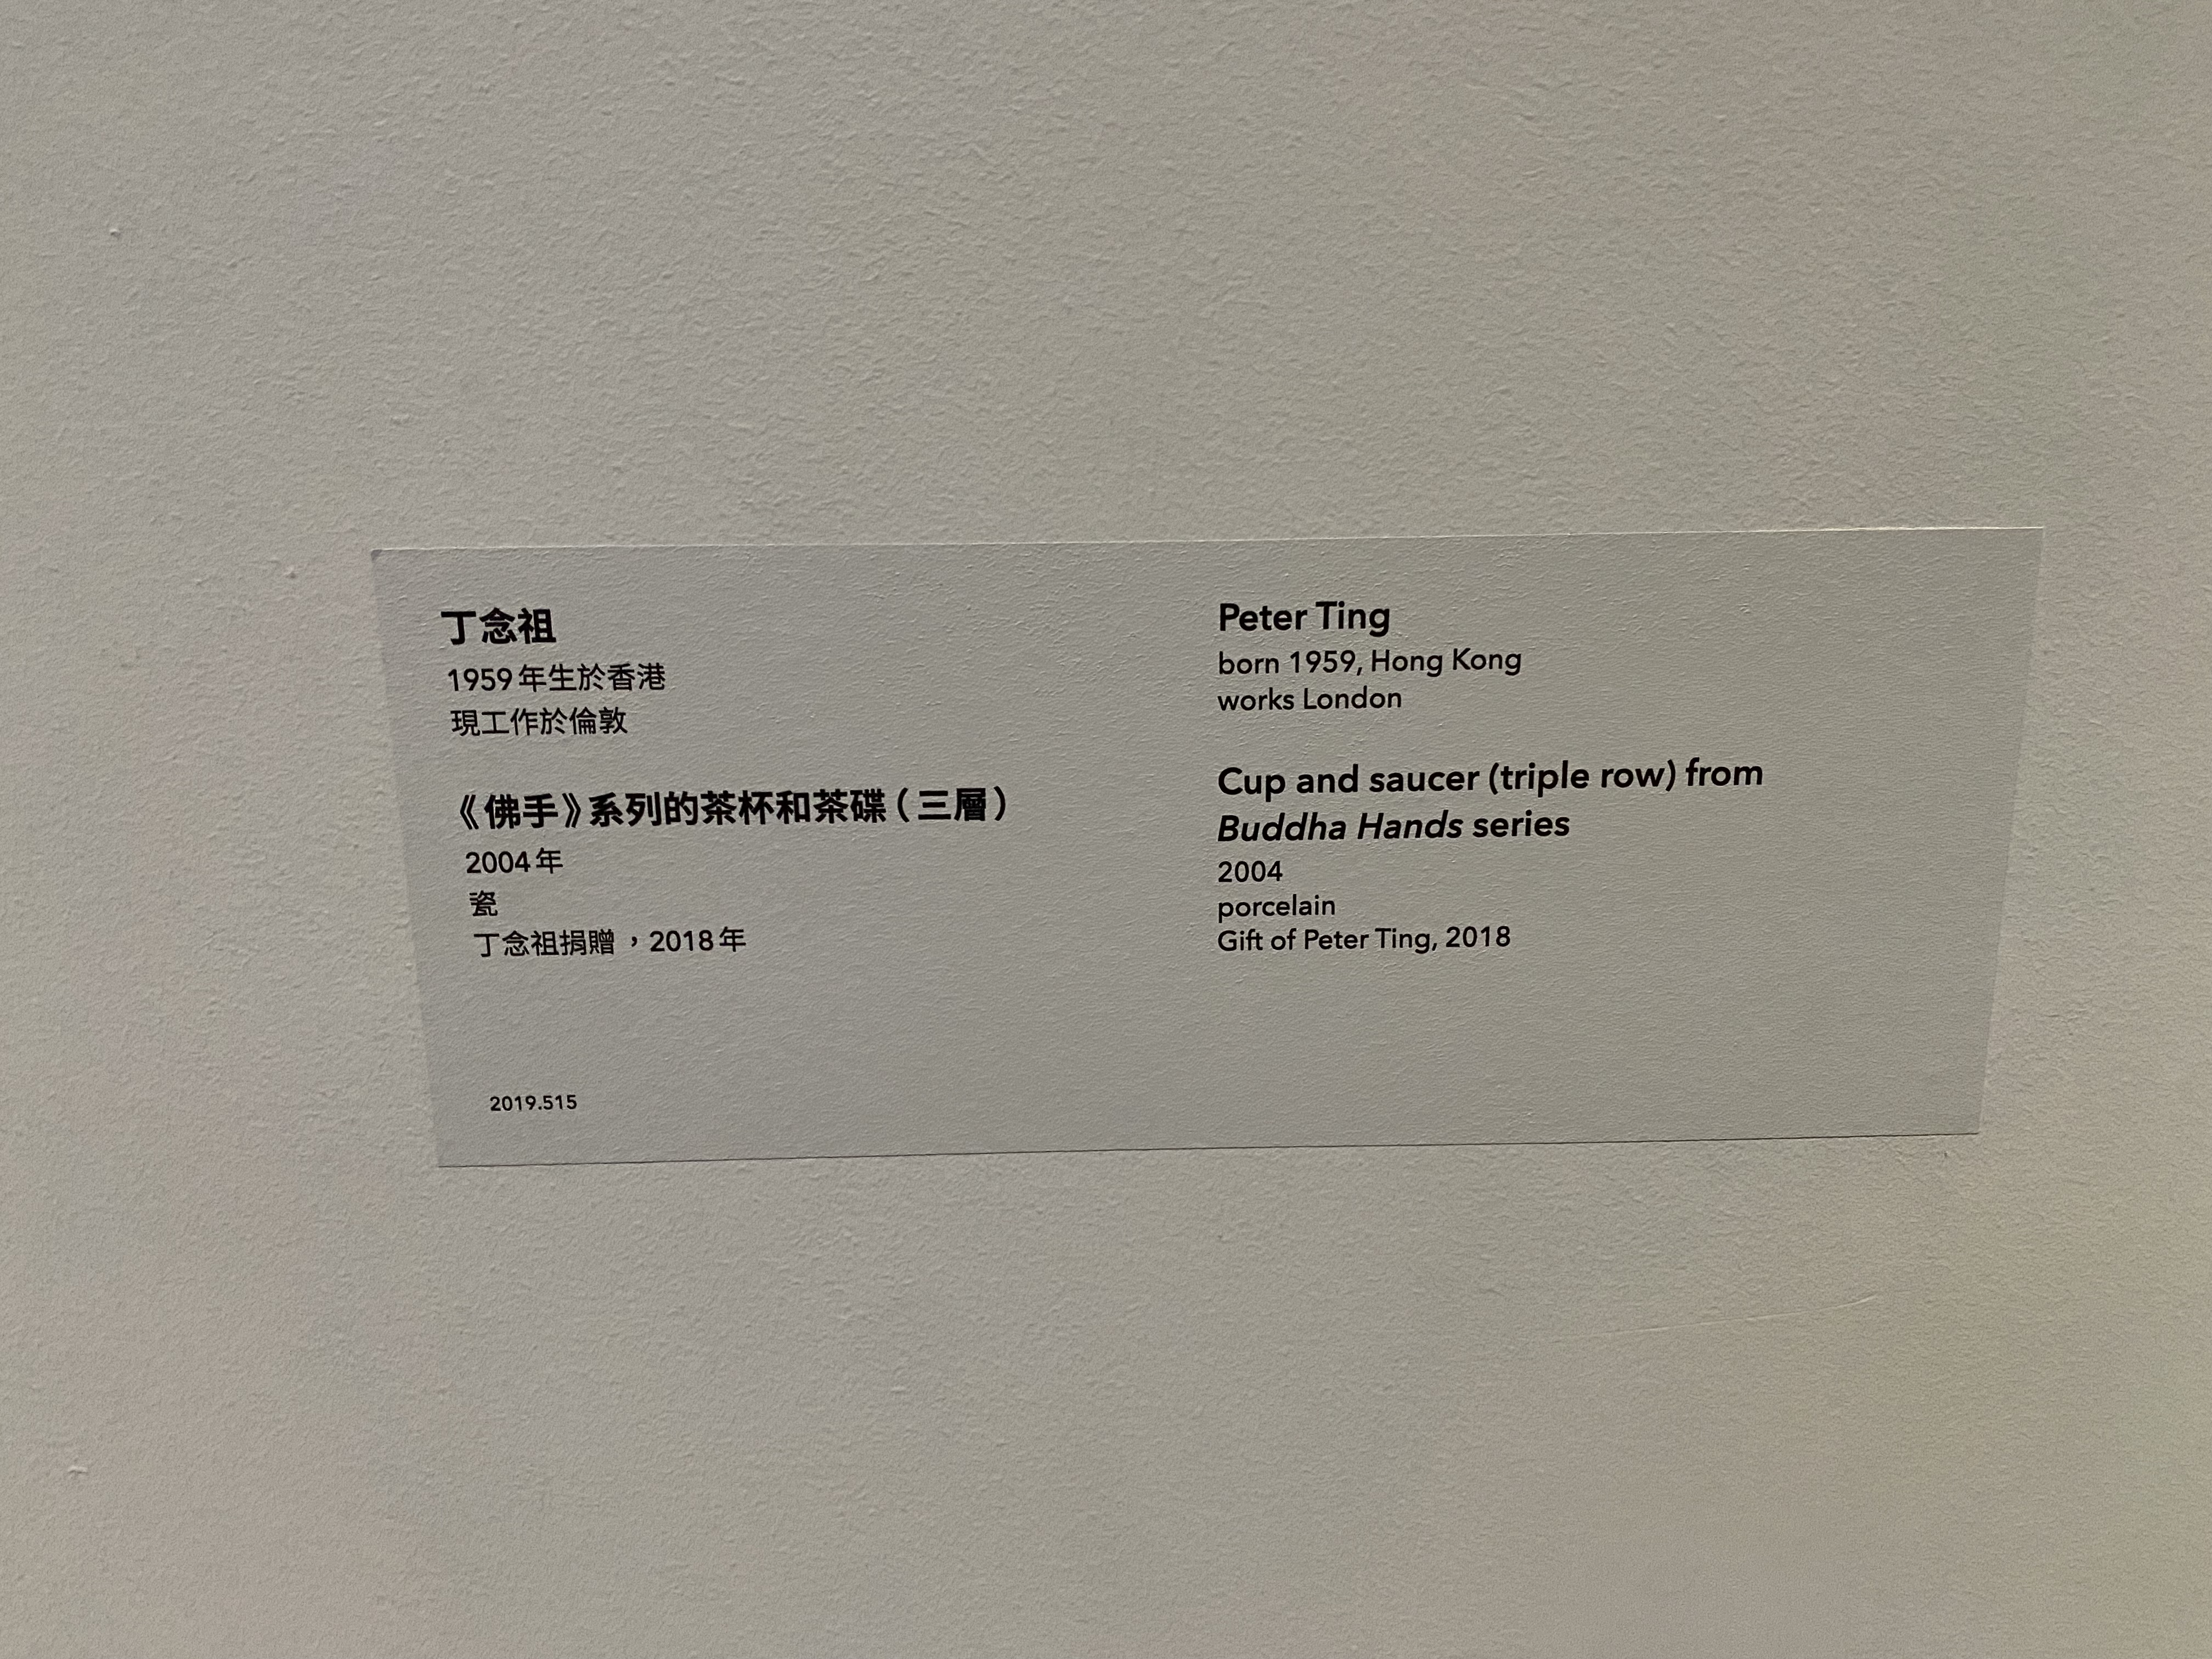 丁念祖
1959年生於香港
現工作於倫敦
《佛手》系列的茶杯和茶碟（三層）
2004年
瓷
丁念祖捐贈，2018年
2019.515
Peter Ting
born 1959, Hong Kong
works London
Cup and saucer (triple row) from
Buddha Hands series
2004
porcelain
Gift of Peter Ting, 2018